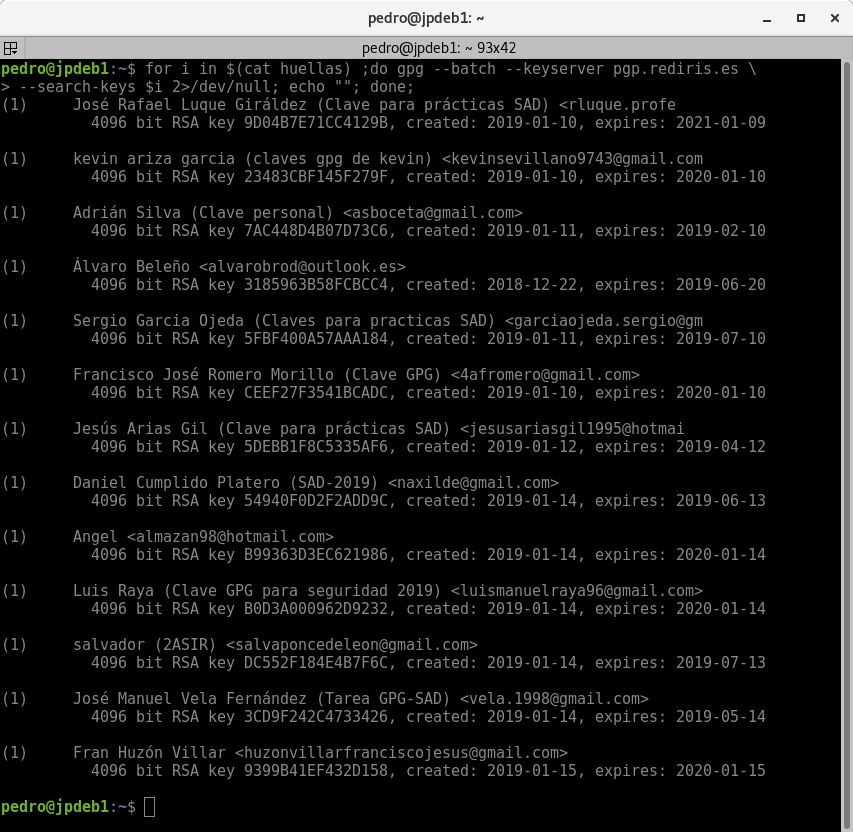 pedro@jpdeb1: ~
pedro@jpdeb1: ~ 93x42
pedro@jpdeb1:~$ for i in $(cat huellas) ;do gpg --batch --keyserver pgp.rediris.es \
> --search-keys $i 2>/dev/null; echo ""; done;
(1)     José Rafael Luque Giráldez (Clave para prácticas SAD) <rluque.profe
          4096 bit RSA key 9D04B7E71CC4129B, created: 2019-01-10, expires: 2021-01-09
(1)     kevin ariza garcia (claves gpg de kevin) <kevinsevillano9743@gmail.com
          4096 bit RSA key 23483CBF145F279F, created: 2019-01-10, expires: 2020-01-10
(1)     Adrián Silva (Clave personal) <asboceta@gmail.com>
          4096 bit RSA key 7AC448D4B07D73C6, created: 2019-01-11, expires: 2019-02-10
(1)     Álvaro Beleño <alvarobrod@outlook.es>
          4096 bit RSA key 3185963B58FCBCC4, created: 2018-12-22, expires: 2019-06-20
(1)     Sergio Garcia Ojeda (Claves para practicas SAD) <garciaojeda.sergio@gm
          4096 bit RSA key 5FBF400A57AAA184, created: 2019-01-11, expires: 2019-07-10
(1)     Francisco José Romero Morillo (Clave GPG) <4afromero@gmail.com>
          4096 bit RSA key CEEF27F3541BCADC, created: 2019-01-10, expires: 2020-01-10
(1)     Jesús Arias Gil (Clave para prácticas SAD) <jesusariasgil1995@hotmai
          4096 bit RSA key 5DEBB1F8C5335AF6, created: 2019-01-12, expires: 2019-04-12
(1)     Daniel Cumplido Platero (SAD-2019) <naxilde@gmail.com>
          4096 bit RSA key 54940F0D2F2ADD9C, created: 2019-01-14, expires: 2019-06-13
(1)     Angel <almazan98@hotmail.com>
          4096 bit RSA key B99363D3EC621986, created: 2019-01-14, expires: 2020-01-14
(1)     Luis Raya (Clave GPG para seguridad 2019) <luismanuelraya96@gmail.com>
          4096 bit RSA key B0D3A000962D9232, created: 2019-01-14, expires: 2020-01-14
(1)     salvador (2ASIR) <salvaponcedeleon@gmail.com>
          4096 bit RSA key DC552F184E4B7F6C, created: 2019-01-14, expires: 2019-07-13
(1)     José Manuel Vela Fernández (Tarea GPG-SAD) <vela.1998@gmail.com>
          4096 bit RSA key 3CD9F242C4733426, created: 2019-01-14, expires: 2019-05-14
(1)     Fran Huzón Villar <huzonvillarfranciscojesus@gmail.com>
          4096 bit RSA key 9399B41EF432D158, created: 2019-01-15, expires: 2020-01-15
pedro@jpdeb1:~$